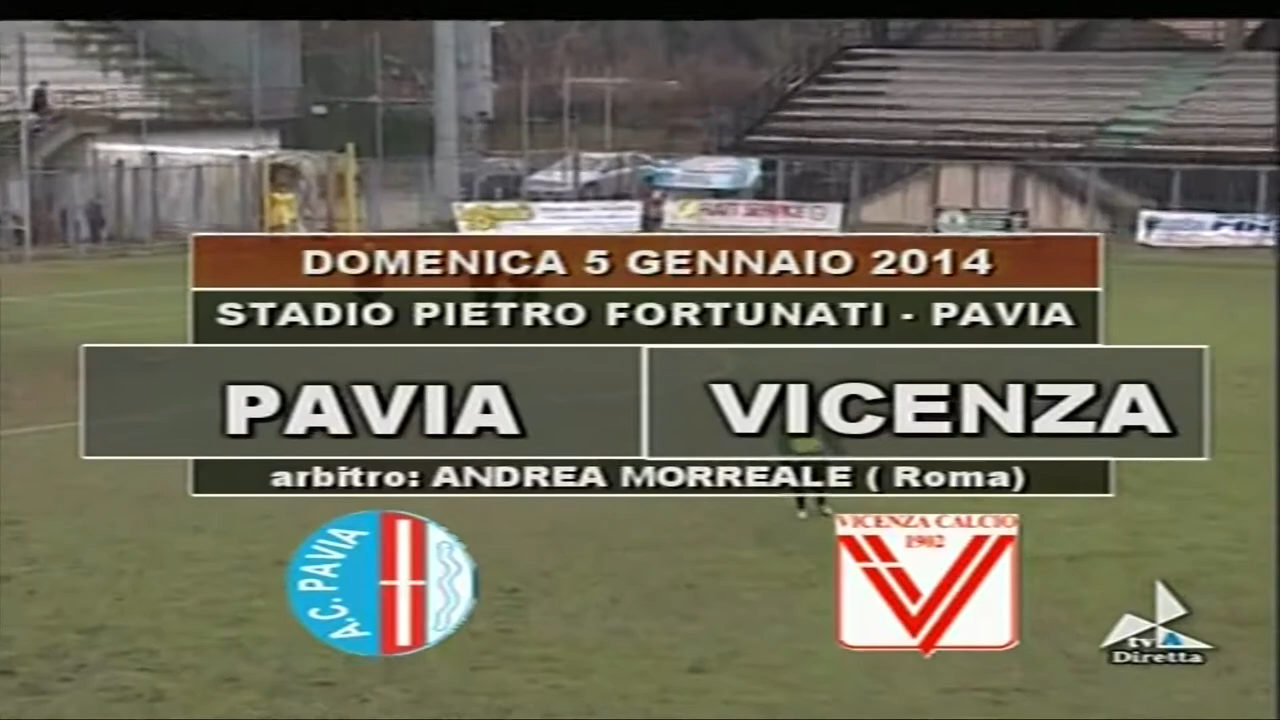 DOMENICA 5 GENNAIO 2014
STADIO PIETRO FORTUNATI - PAVIA
PAVIA
VICENZA
arbitro: ANDREA MORREALE ( Roma)
A.C. PAVIA
VICENZA CALCIO
1902
tvA
Diretta